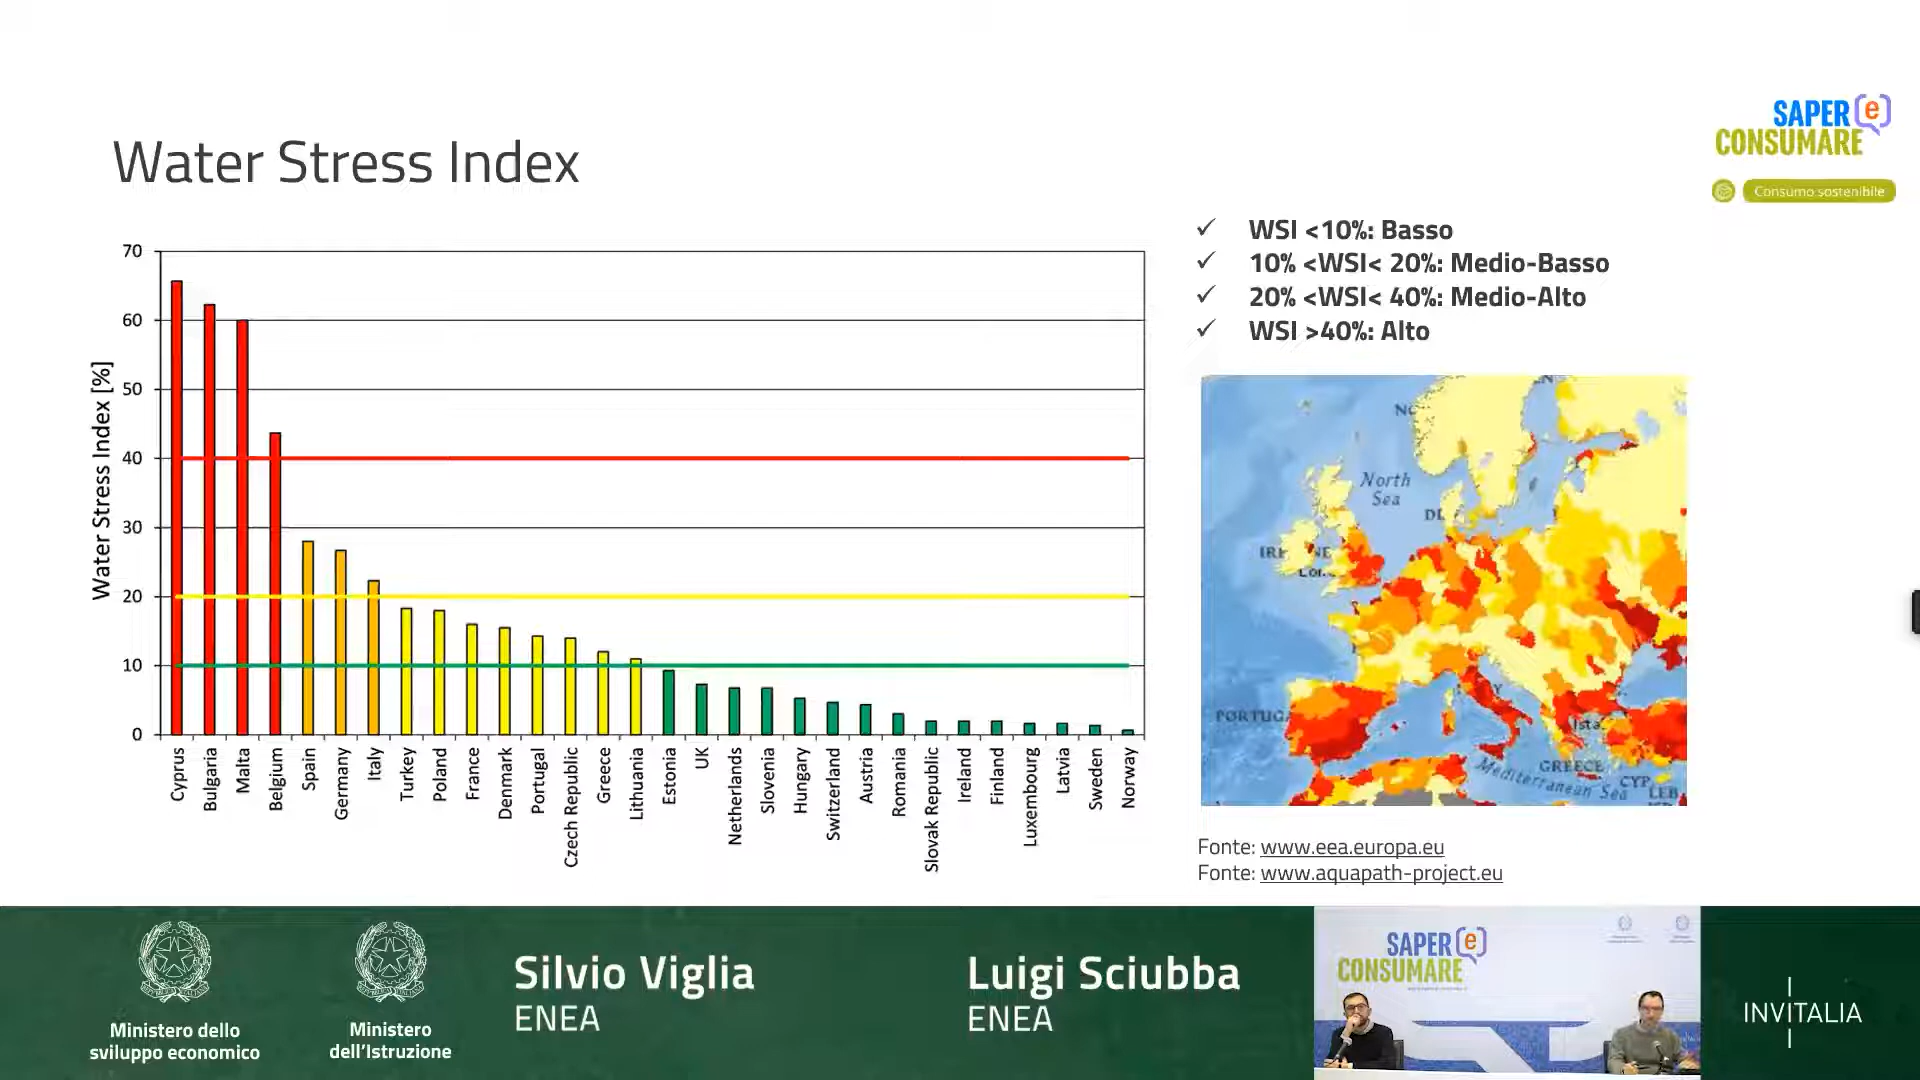 SAPER e
CONSUMARE
Consumo sostenibile
Water Stress Index
WSI <10%: Basso
10% <WSI< 20%: Medio-Basso
20% <WSI< 40%: Medio-Alto
WSI >40%: Alto
Water Stress Index [%]
70
60
50
40
30
20
10
0
Cyprus
Bulgaria
Malta
Belgium
Spain
Germany
Italy
Turkey
Poland
France
Denmark
Portugal
Czech Republic
Greece
Lithuania
Estonia
UK
Netherlands
Slovenia
Hungary
Switzerland
Austria
Romania
Slovak Republic
Ireland
Finland
Luxembourg
Latvia
Sweden
Norway
North
Sea
PORTUGA
GREECE
CYP
LEB
Mediterranean Sea
Fonte: www.eea.europa.eu
Fonte: www.aquapath-project.eu
Ministero dello
sviluppo economico
Ministero
dell'Istruzione
Silvio Viglia
ENEA
Luigi Sciubba
ENEA
SAPER e
CONSUMARE
INVITALIA